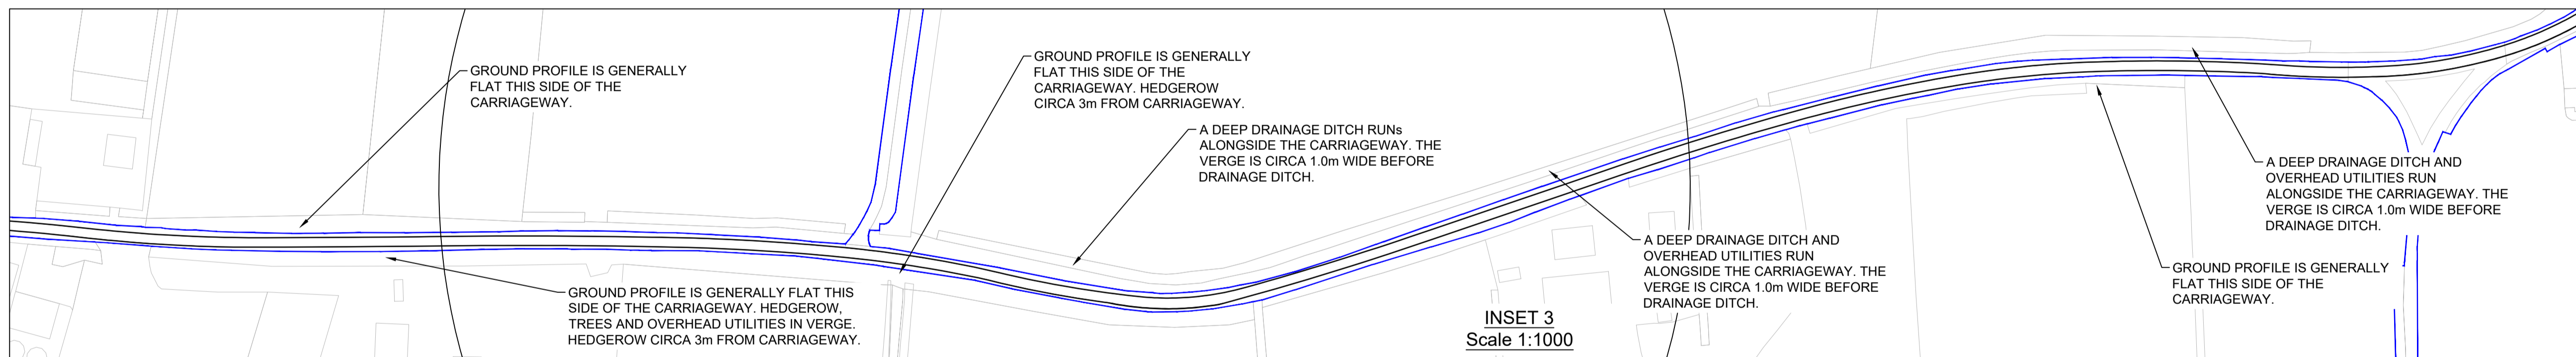 GROUND PROFILE IS GENERALLY
FLAT THIS SIDE OF THE
CARRIAGEWAY.
GROUND PROFILE IS GENERALLY FLAT THIS
SIDE OF THE CARRIAGEWAY. HEDGEROW,
TREES AND OVERHEAD UTILITIES IN VERGE.
HEDGEROW CIRCA 3m FROM CARRIAGEWAY.
GROUND PROFILE IS GENERALLY
FLAT THIS SIDE OF THE
CARRIAGEWAY. HEDGEROW
CIRCA 3m FROM CARRIAGEWAY.
A DEEP DRAINAGE DITCH RUNs
ALONGSIDE THE CARRIAGEWAY. THE
VERGE IS CIRCA 1.0m WIDE BEFORE
DRAINAGE DITCH.
INSET 3
Scale 1:1000
A DEEP DRAINAGE DITCH AND
OVERHEAD UTILITIES RUN
ALONGSIDE THE CARRIAGEWAY. THE
VERGE IS CIRCA 1.0m WIDE BEFORE
DRAINAGE DITCH.
A DEEP DRAINAGE DITCH AND
OVERHEAD UTILITIES RUN
ALONGSIDE THE CARRIAGEWAY. THE
VERGE IS CIRCA 1.0m WIDE BEFORE
DRAINAGE DITCH.
GROUND PROFILE IS GENERALLY
FLAT THIS SIDE OF THE
CARRIAGEWAY.